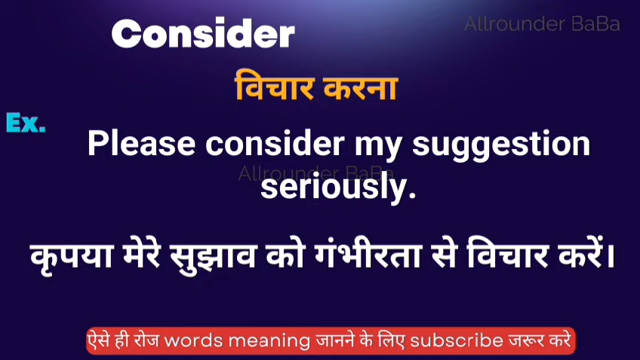 Allrounder BaBa
Consider
विचार करना
Ex.
Please consider my suggestion
Allrounder BaBa
seriously.
कृपया मेरे सुझाव को गंभीरता से विचार करें।
ऐसे ही रोज words meaning जानने के लिए subscribe जरूर करे